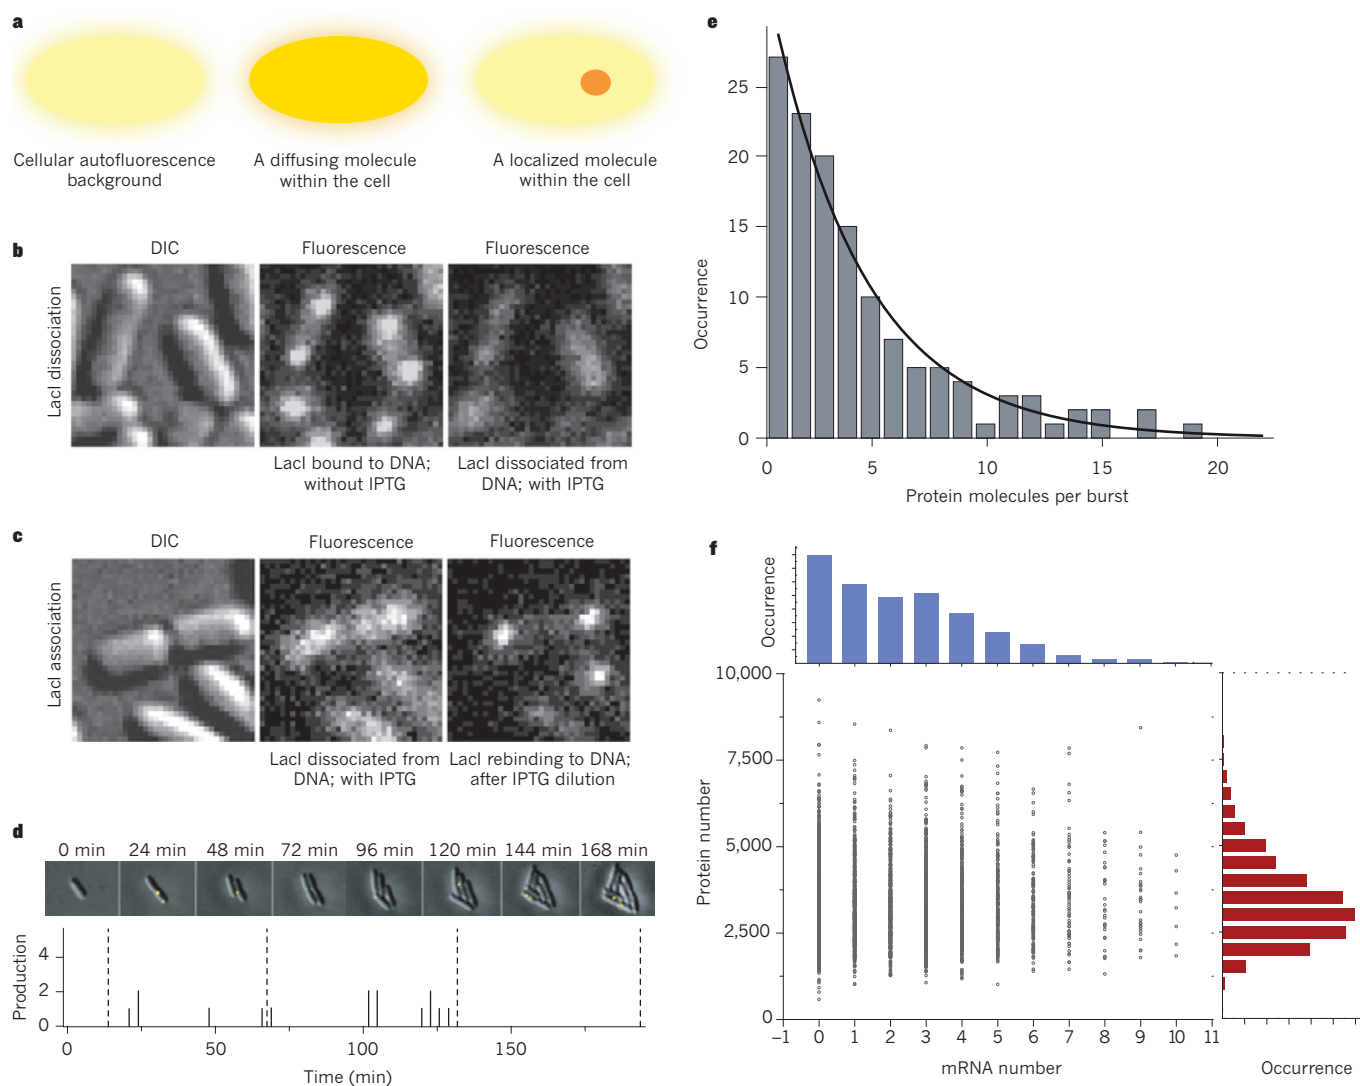 a
Cellular autofluorescence
background
A diffusing molecule
within the cell
A localized molecule
within the cell
b
DIC
Fluorescence
Fluorescence
LacI dissociation
LacI bound to DNA;
without IPTG
LacI dissociated from
DNA; with IPTG
c
DIC
Fluorescence
Fluorescence
LacI association
LacI dissociated from
DNA; with IPTG
LacI rebinding to DNA;
after IPTG dilution
d
0 min
24 min
48 min
72 min
96 min
120 min
144 min
168 min
Production
4
2
0
0
50
100
150
Time (min)
e
Occurrence
25
20
15
10
5
0
0
5
10
15
20
Protein molecules per burst
f
Occurrence
Protein number
10,000
7,500
5,000
2,500
0
−1
0
1
2
3
4
5
6
7
8
9
10
11
mRNA number
Occurrence